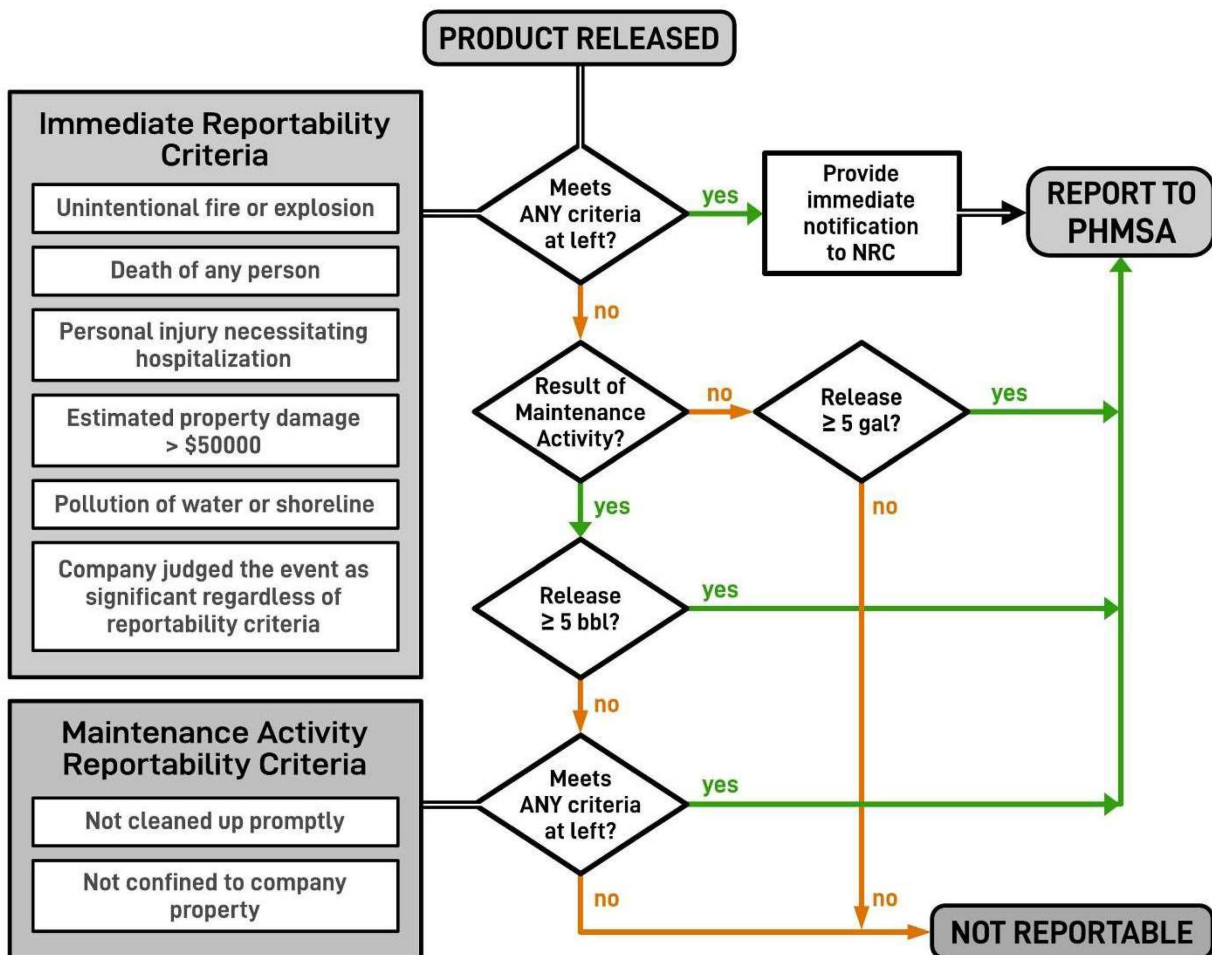 PRODUCT RELEASED
Immediate Reportability
Criteria
Unintentional fire or explosion
Death of any person
Personal injury necessitating
hospitalization
Estimated property damage
> $50000
Pollution of water or shoreline
Company judged the event as
significant regardless of
reportability criteria
Meets
ANY criteria
at left?
yes
Provide
immediate
notification
to NRC
REPORT TO
PHMSA
no
Result of
Maintenance
Activity?
no
Release
≥ 5 gal?
yes
no
yes
Release
≥ 5 bbl?
yes
no
Maintenance Activity
Reportability Criteria
Not cleaned up promptly
Not confined to company
property
Meets
ANY criteria
at left?
yes
no
no
NOT REPORTABLE